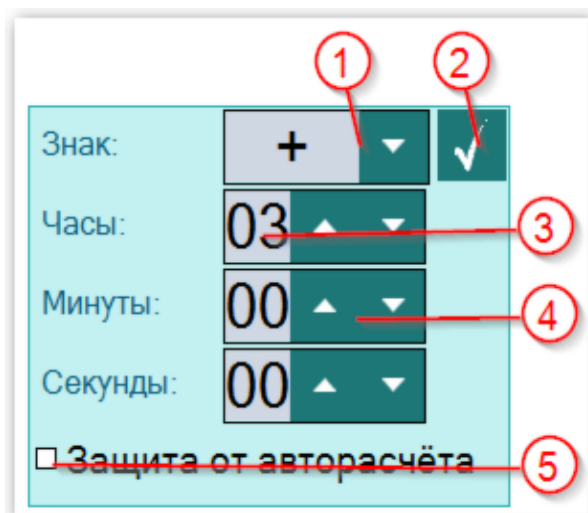 1 2
Знак: +
Часы: 03 3
Минуты: 00 4
Секунды: 00
Защита от авторасчёта 5